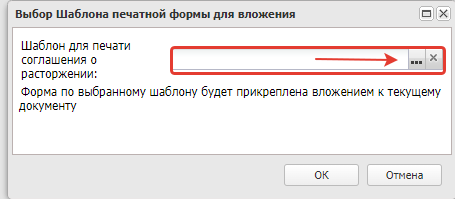 Выбор Шаблона печатной формы для вложения
Шаблон для печати
соглашения о
расторжении:
...
Форма по выбранному шаблону будет прикреплена вложением к текущему
документу
ОК
Отмена